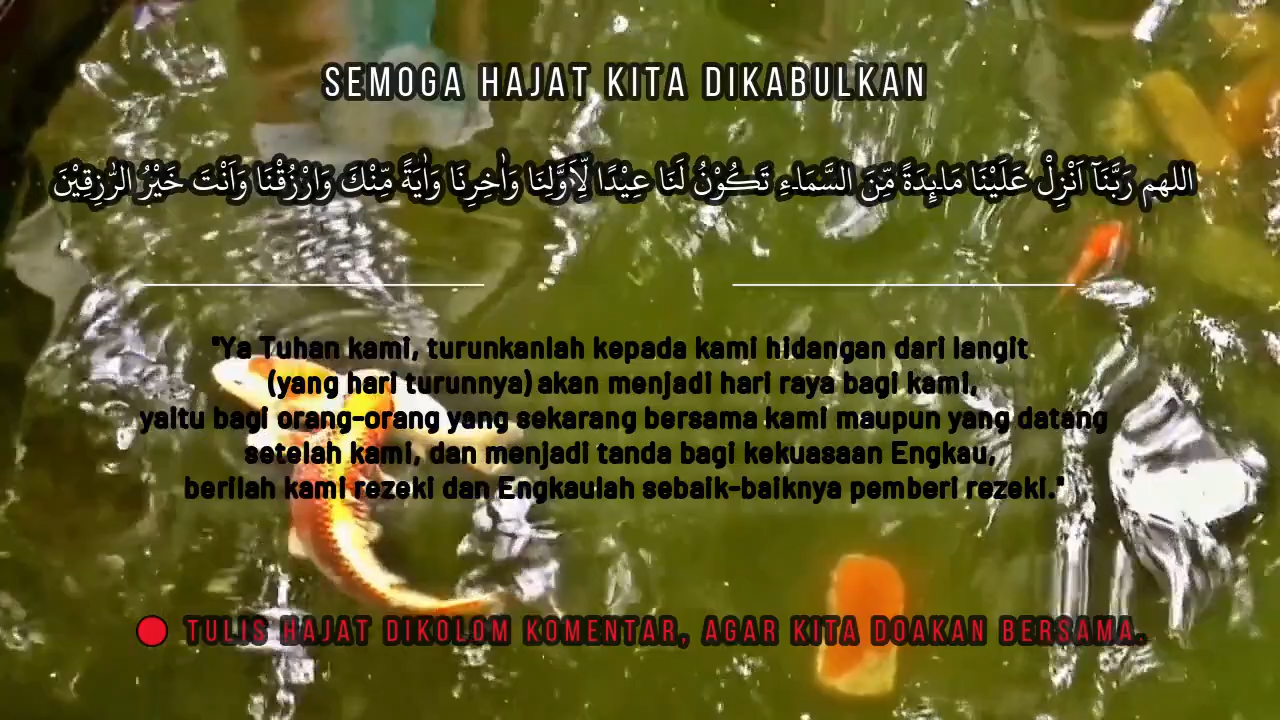 SEMOGA HAJAT KITA DIKABULKAN
اللهم رَبَّنَآ اَنْزِلْ عَلَيْنَا مَاۤىِٕدَةً مِّنَ السَّمَاۤءِ تَكُوْنُ لَنَا عِيْدًا لِّاَوَّلِنَا وَاٰخِرِنَا وَاٰيَةً مِّنْكَ وَارْزُقْنَا وَاَنْتَ خَيْرُ الرّٰزِقِيْنَ
"Ya Tuhan kami, turunkanlah kepada kami hidangan dari langit
(yang hari turunnya) akan menjadi hari raya bagi kami,
yaitu bagi orang-orang yang sekarang bersama kami maupun yang datang
setelah kami, dan menjadi tanda bagi kekuasaan Engkau,
berilah kami rezeki dan Engkaulah sebaik-baiknya pemberi rezeki."
TULIS HAJAT DIKOLOM KOMENTAR, AGAR KITA DOAKAN BERSAMA.